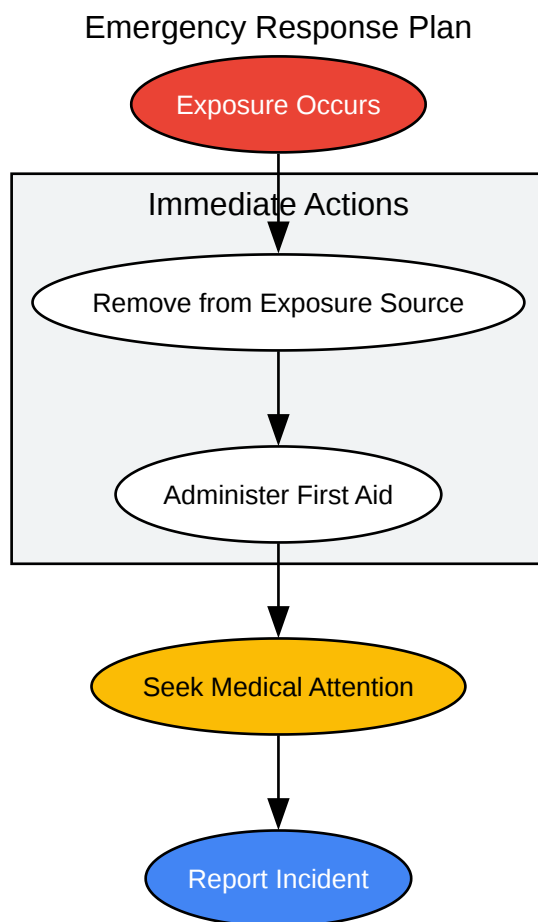 Emergency Response Plan
Exposure Occurs
Immediate Actions
Remove from Exposure Source
Administer First Aid
Seek Medical Attention
Report Incident